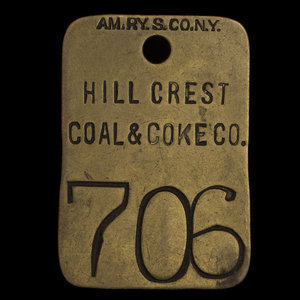 AM.RY.S.CO.N.Y.
HILL CREST
COAL & COKE CO.
706